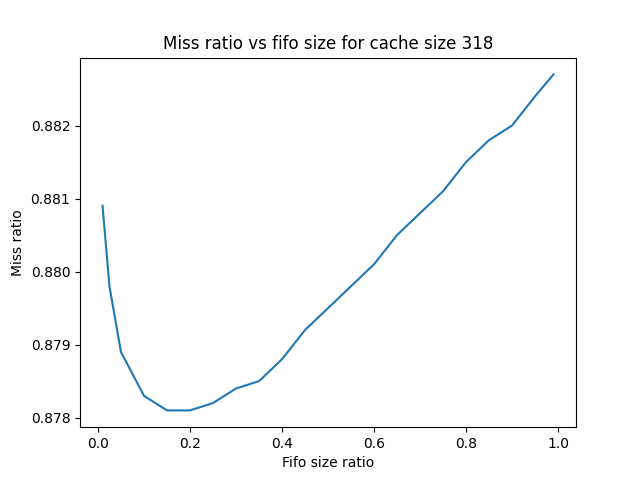 Miss ratio vs fifo size for cache size 318
0.882
0.881
0.880
0.879
0.878
Miss ratio
0.0 0.2 0.4 0.6 0.8 1.0
Fifo size ratio